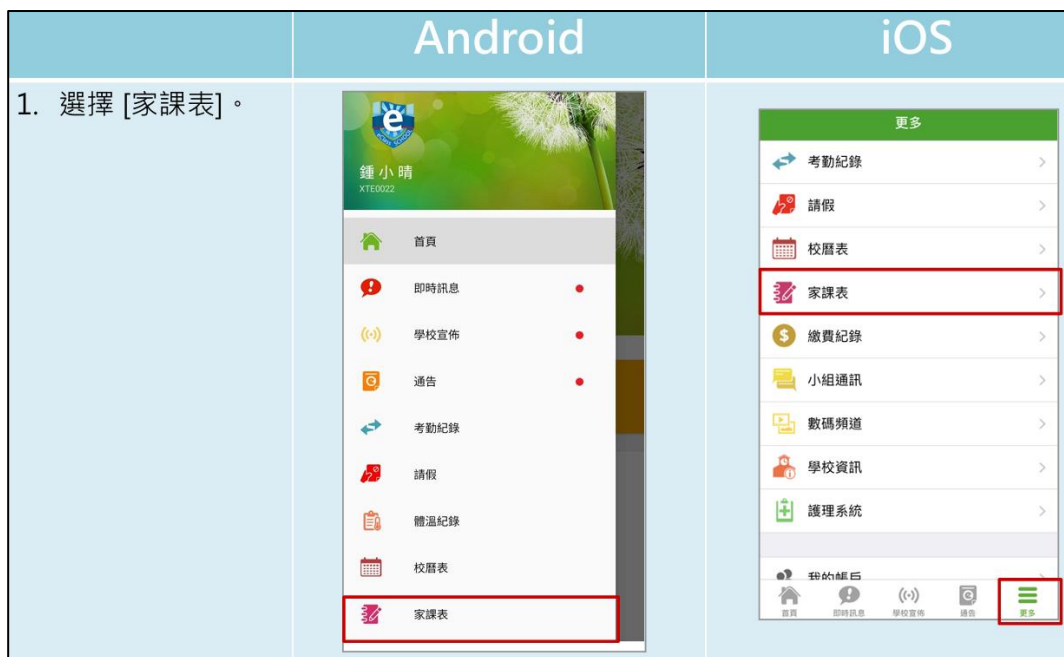 Android
iOS
1. 選擇 [家課表]。
e
鍾小晴
XTE0022
首頁
即時訊息
學校宣佈
通告
考勤紀錄
請假
體溫紀錄
校曆表
家課表
更多
考勤紀錄
請假
校曆表
家課表
繳費紀錄
小組通訊
數碼頻道
學校資訊
護理系統
我的帳戶
首頁
即時訊息
學校宣佈
通告
更多